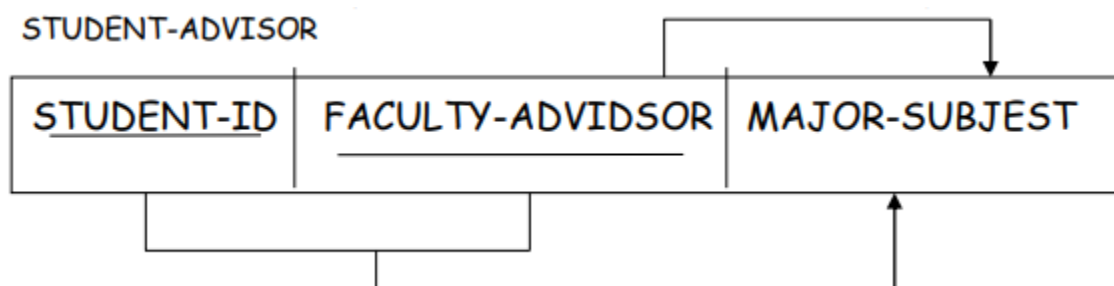 STUDENT-ADVISOR
STUDENT-ID FACULTY-ADVIDSOR MAJOR-SUBJEST